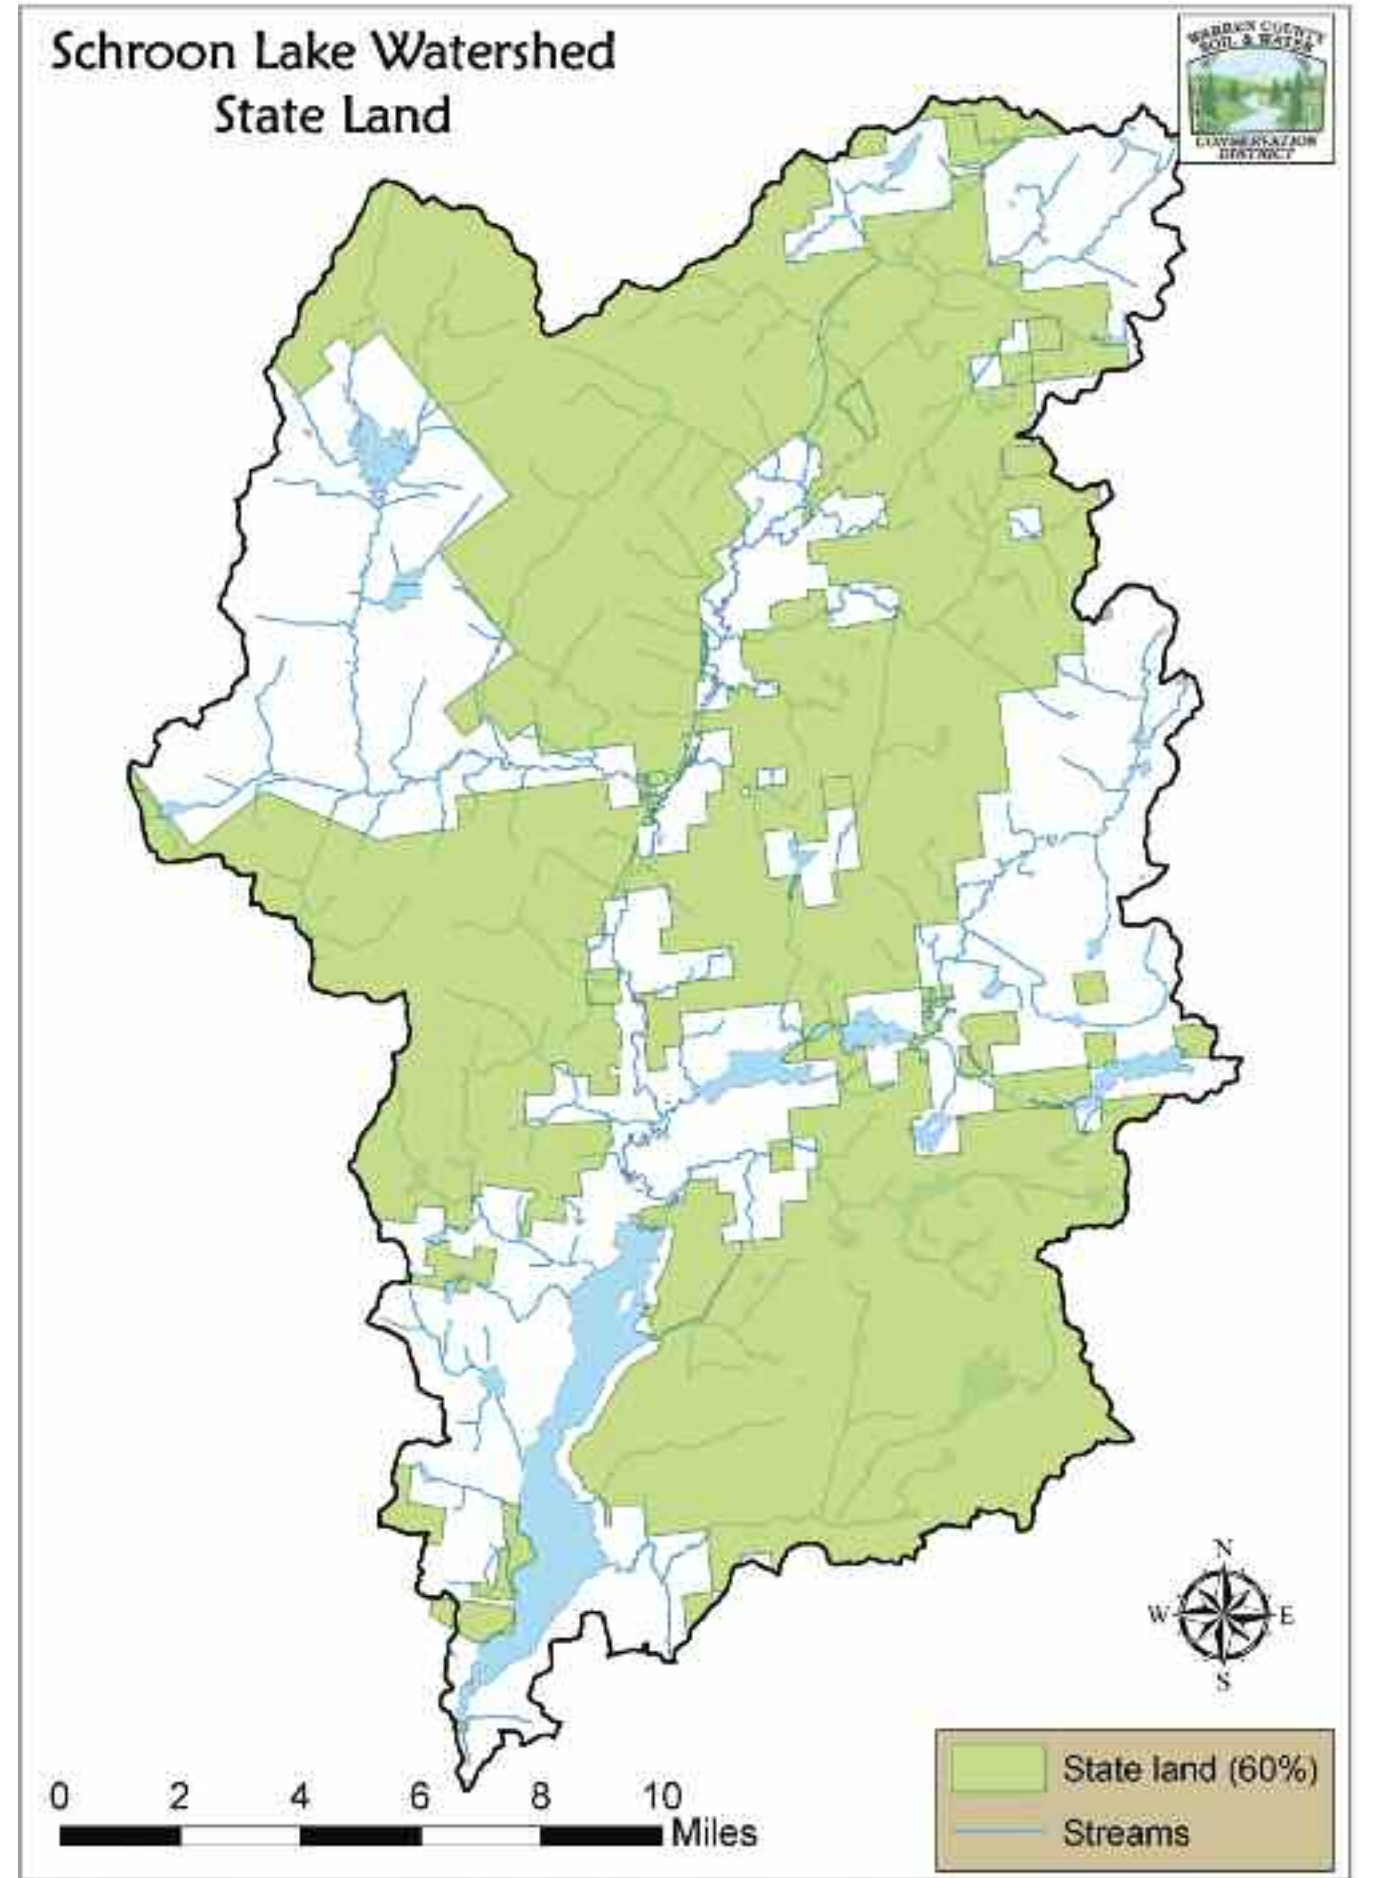 Schroon Lake Watershed
State Land
WARREN COUNTY
SOIL & WATER
CONSERVATION
DISTRICT
N
W E
S
0 2 4 6 8 10
Miles
State land (60%)
Streams